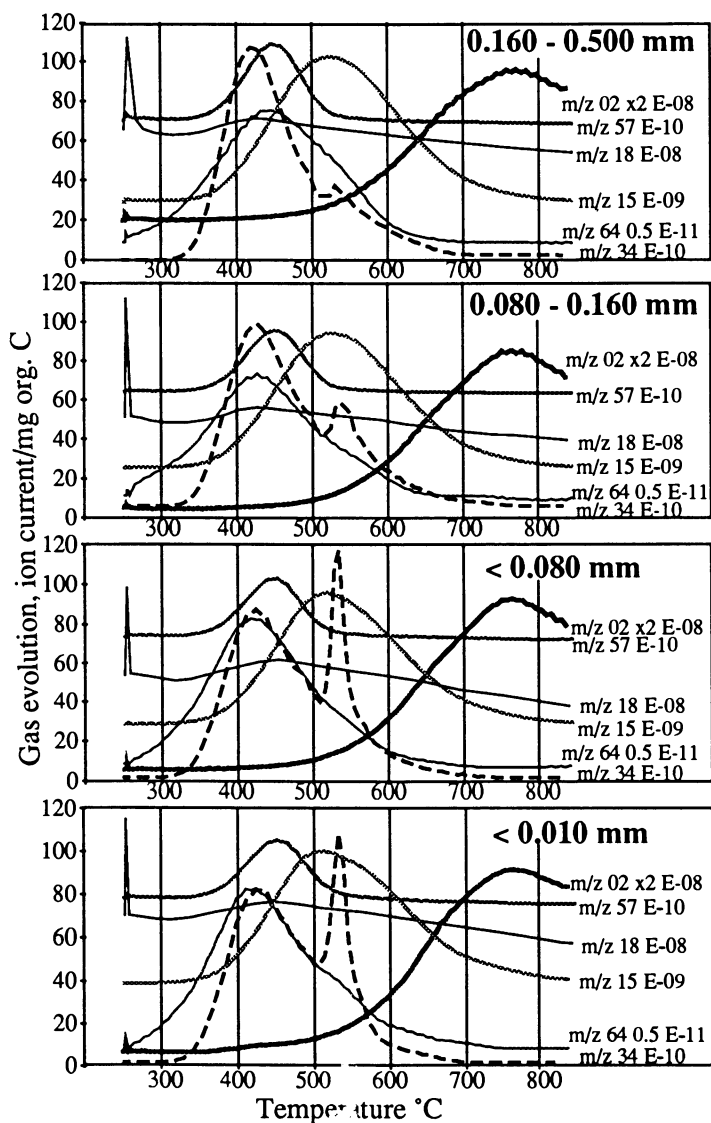 Gas evolution, ion current/mg org. C
120
100
80
60
40
20
0
0.160 - 0.500 mm
m/z 02 x2 E-08
m/z 57 E-10
m/z 18 E-08
m/z 15 E-09
m/z 64 0.5 E-11
m/z 34 E-10
300 400 500 600 700 800
120
100
80
60
40
20
0
0.080 - 0.160 mm
m/z 02 x2 E-08
m/z 57 E-10
m/z 18 E-08
m/z 15 E-09
m/z 64 0.5 E-11
m/z 34 E-10
300 400 500 600 700 800
120
100
80
60
40
20
0
< 0.080 mm
m/z 02 x2 E-08
m/z 57 E-10
m/z 18 E-08
m/z 15 E-09
m/z 64 0.5 E-11
m/z 34 E-10
300 400 500 600 700 800
120
100
80
60
40
20
0
< 0.010 mm
m/z 02 x2 E-08
m/z 57 E-10
m/z 18 E-08
m/z 15 E-09
m/z 64 0.5 E-11
m/z 34 E-10
300 400 500 600 700 800
Temperature °C